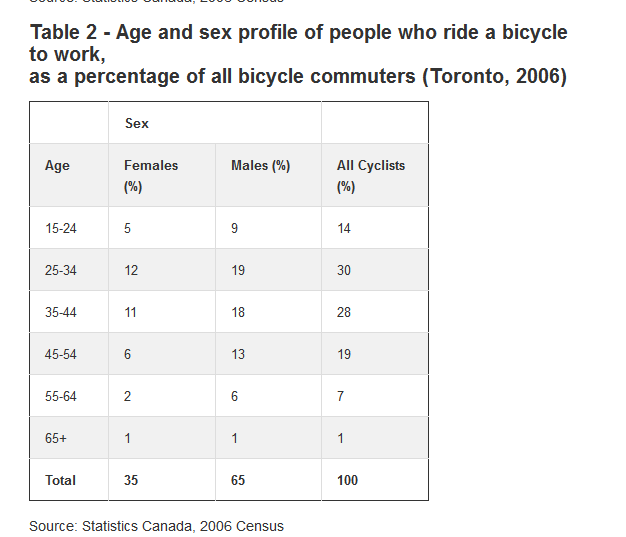 Source: Statistics Canada, 2006 Census
Table 2 - Age and sex profile of people who ride a bicycle
to work,
as a percentage of all bicycle commuters (Toronto, 2006)
Sex
Age Females (%) Males (%) All Cyclists (%)
15-24 5 9 14
25-34 12 19 30
35-44 11 18 28
45-54 6 13 19
55-64 2 6 7
65+ 1 1 1
Total 35 65 100
Source: Statistics Canada, 2006 Census